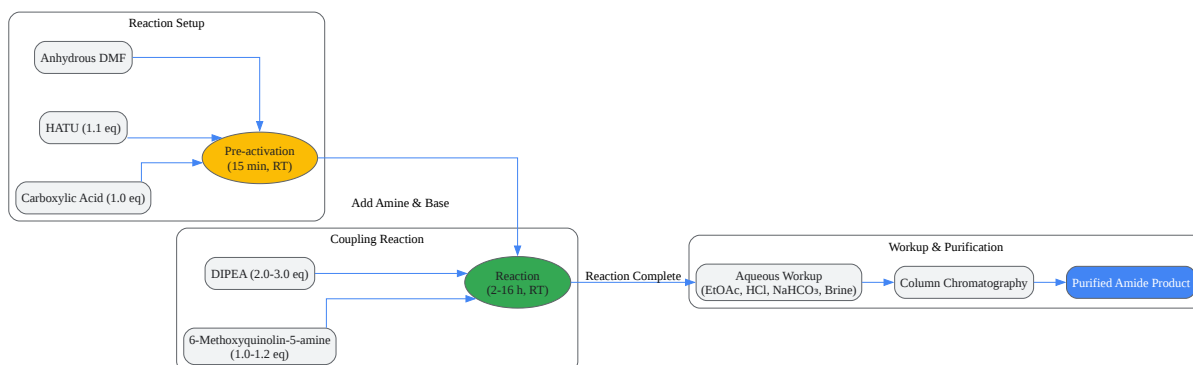 Reaction Setup
Anhydrous DMF
HATU (1.1 eq)
Carboxylic Acid (1.0 eq)
Pre-activation
(15 min, RT)
Add Amine & Base
Coupling Reaction
DIPEA (2.0-3.0 eq)
6-Methoxyquinolin-5-amine
(1.0-1.2 eq)
Reaction
(2-16 h, RT)
Reaction Complete
Workup & Purification
Aqueous Workup
(EtOAc, HCl, NaHCO₃, Brine)
Column Chromatography
Purified Amide Product